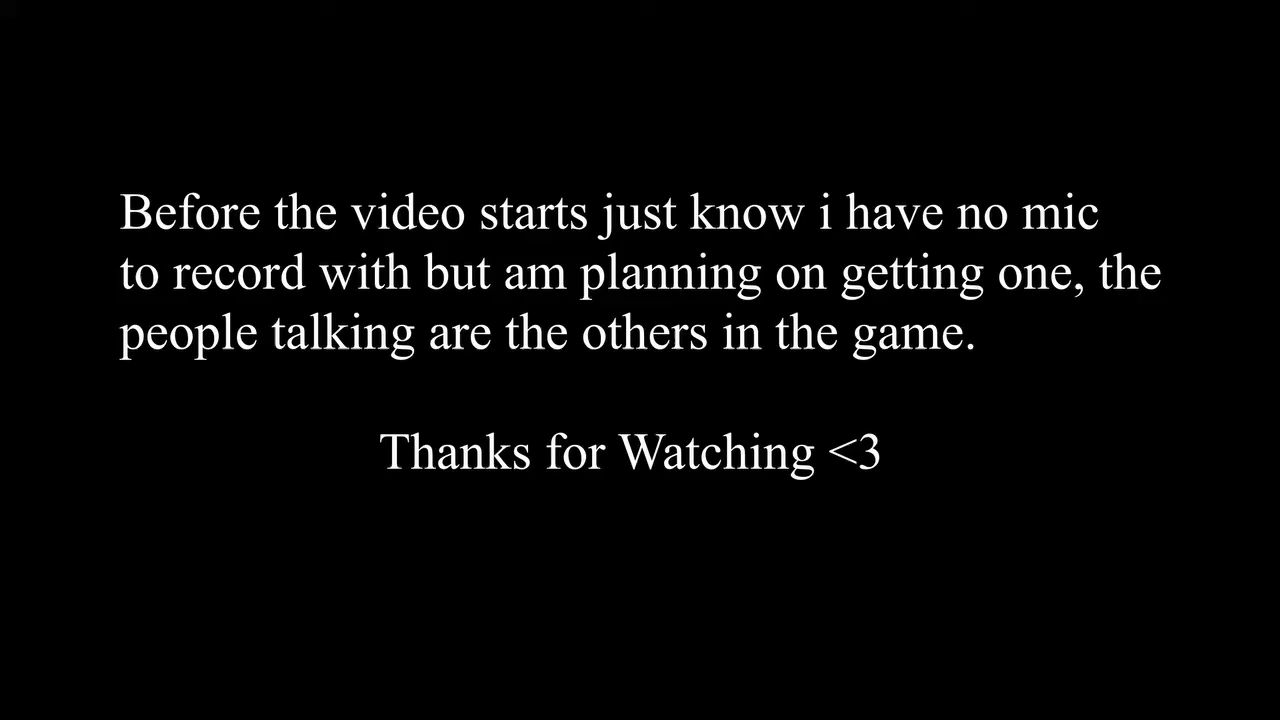 Before the video starts just know i have no mic
to record with but am planning on getting one, the
people talking are the others in the game.
Thanks for Watching <3